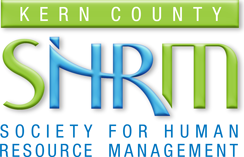 KERN COUNTY
SHRM
SOCIETY FOR HUMAN
RESOURCE MANAGEMENT